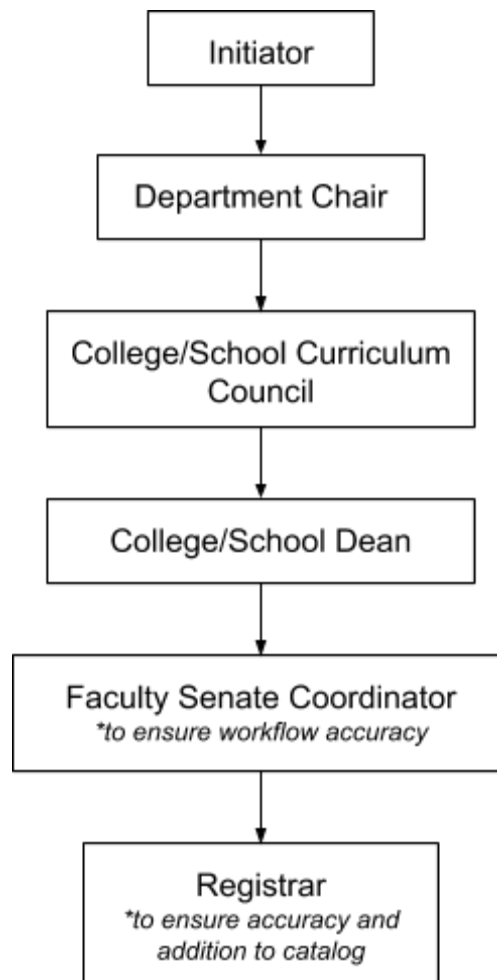 Initiator
Department Chair
College/School Curriculum
Council
College/School Dean
Faculty Senate Coordinator
*to ensure workflow accuracy
Registrar
*to ensure accuracy and
addition to catalog